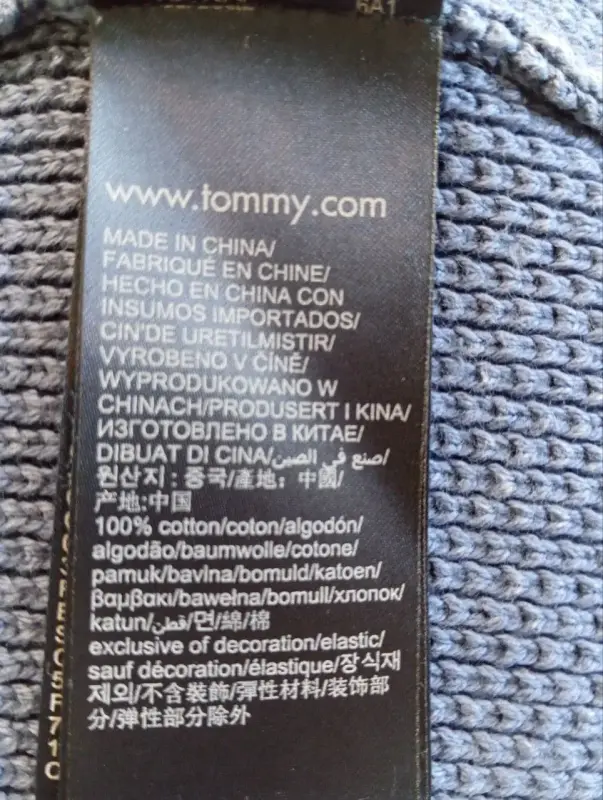 6A1
www.tommy.com
MADE IN CHINA/
FABRIQUÉ EN CHINE/
HECHO EN CHINA CON
INSUMOS IMPORTADOS/
CIN'DE URETILMISTIR/
VYROBENO V ČÍNĚ/
WYPRODUKOWANO W
CHINACH/PRODUSERT I KINA/
ИЗГОТОВЛЕНО В КИТАЕ/
DIBUAT DI CINA/صنع في الصين/
원산지: 중국/產地: 中國/
产地:中国
100% cotton/coton/algodón/
algodão/baumwolle/cotone/
pamuk/bavlna/bomuld/katoen/
βαμβακι/bawełna/bomull/хлопок/
katun/قطن/면/綿/棉
exclusive of decoration/elastic/
sauf décoration/élastique/장식재
제외/不含裝飾/彈性材料/装饰部
分/弹性部分除外